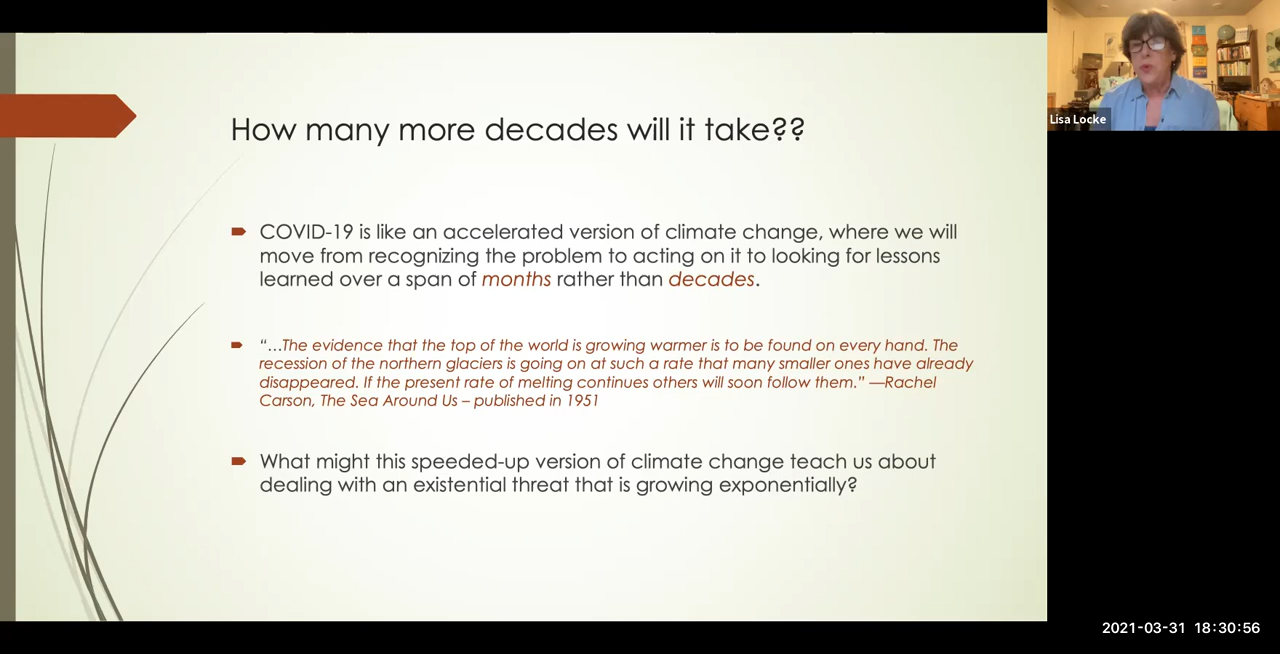 How many more decades will it take??
COVID-19 is like an accelerated version of climate change, where we will
move from recognizing the problem to acting on it to looking for lessons
learned over a span of months rather than decades.
“…The evidence that the top of the world is growing warmer is to be found on every hand. The
recession of the northern glaciers is going on at such a rate that many smaller ones have already
disappeared. If the present rate of melting continues others will soon follow them.” —Rachel
Carson, The Sea Around Us – published in 1951
What might this speeded-up version of climate change teach us about
dealing with an existential threat that is growing exponentially?
Lisa Locke
2021-03-31 18:30:56